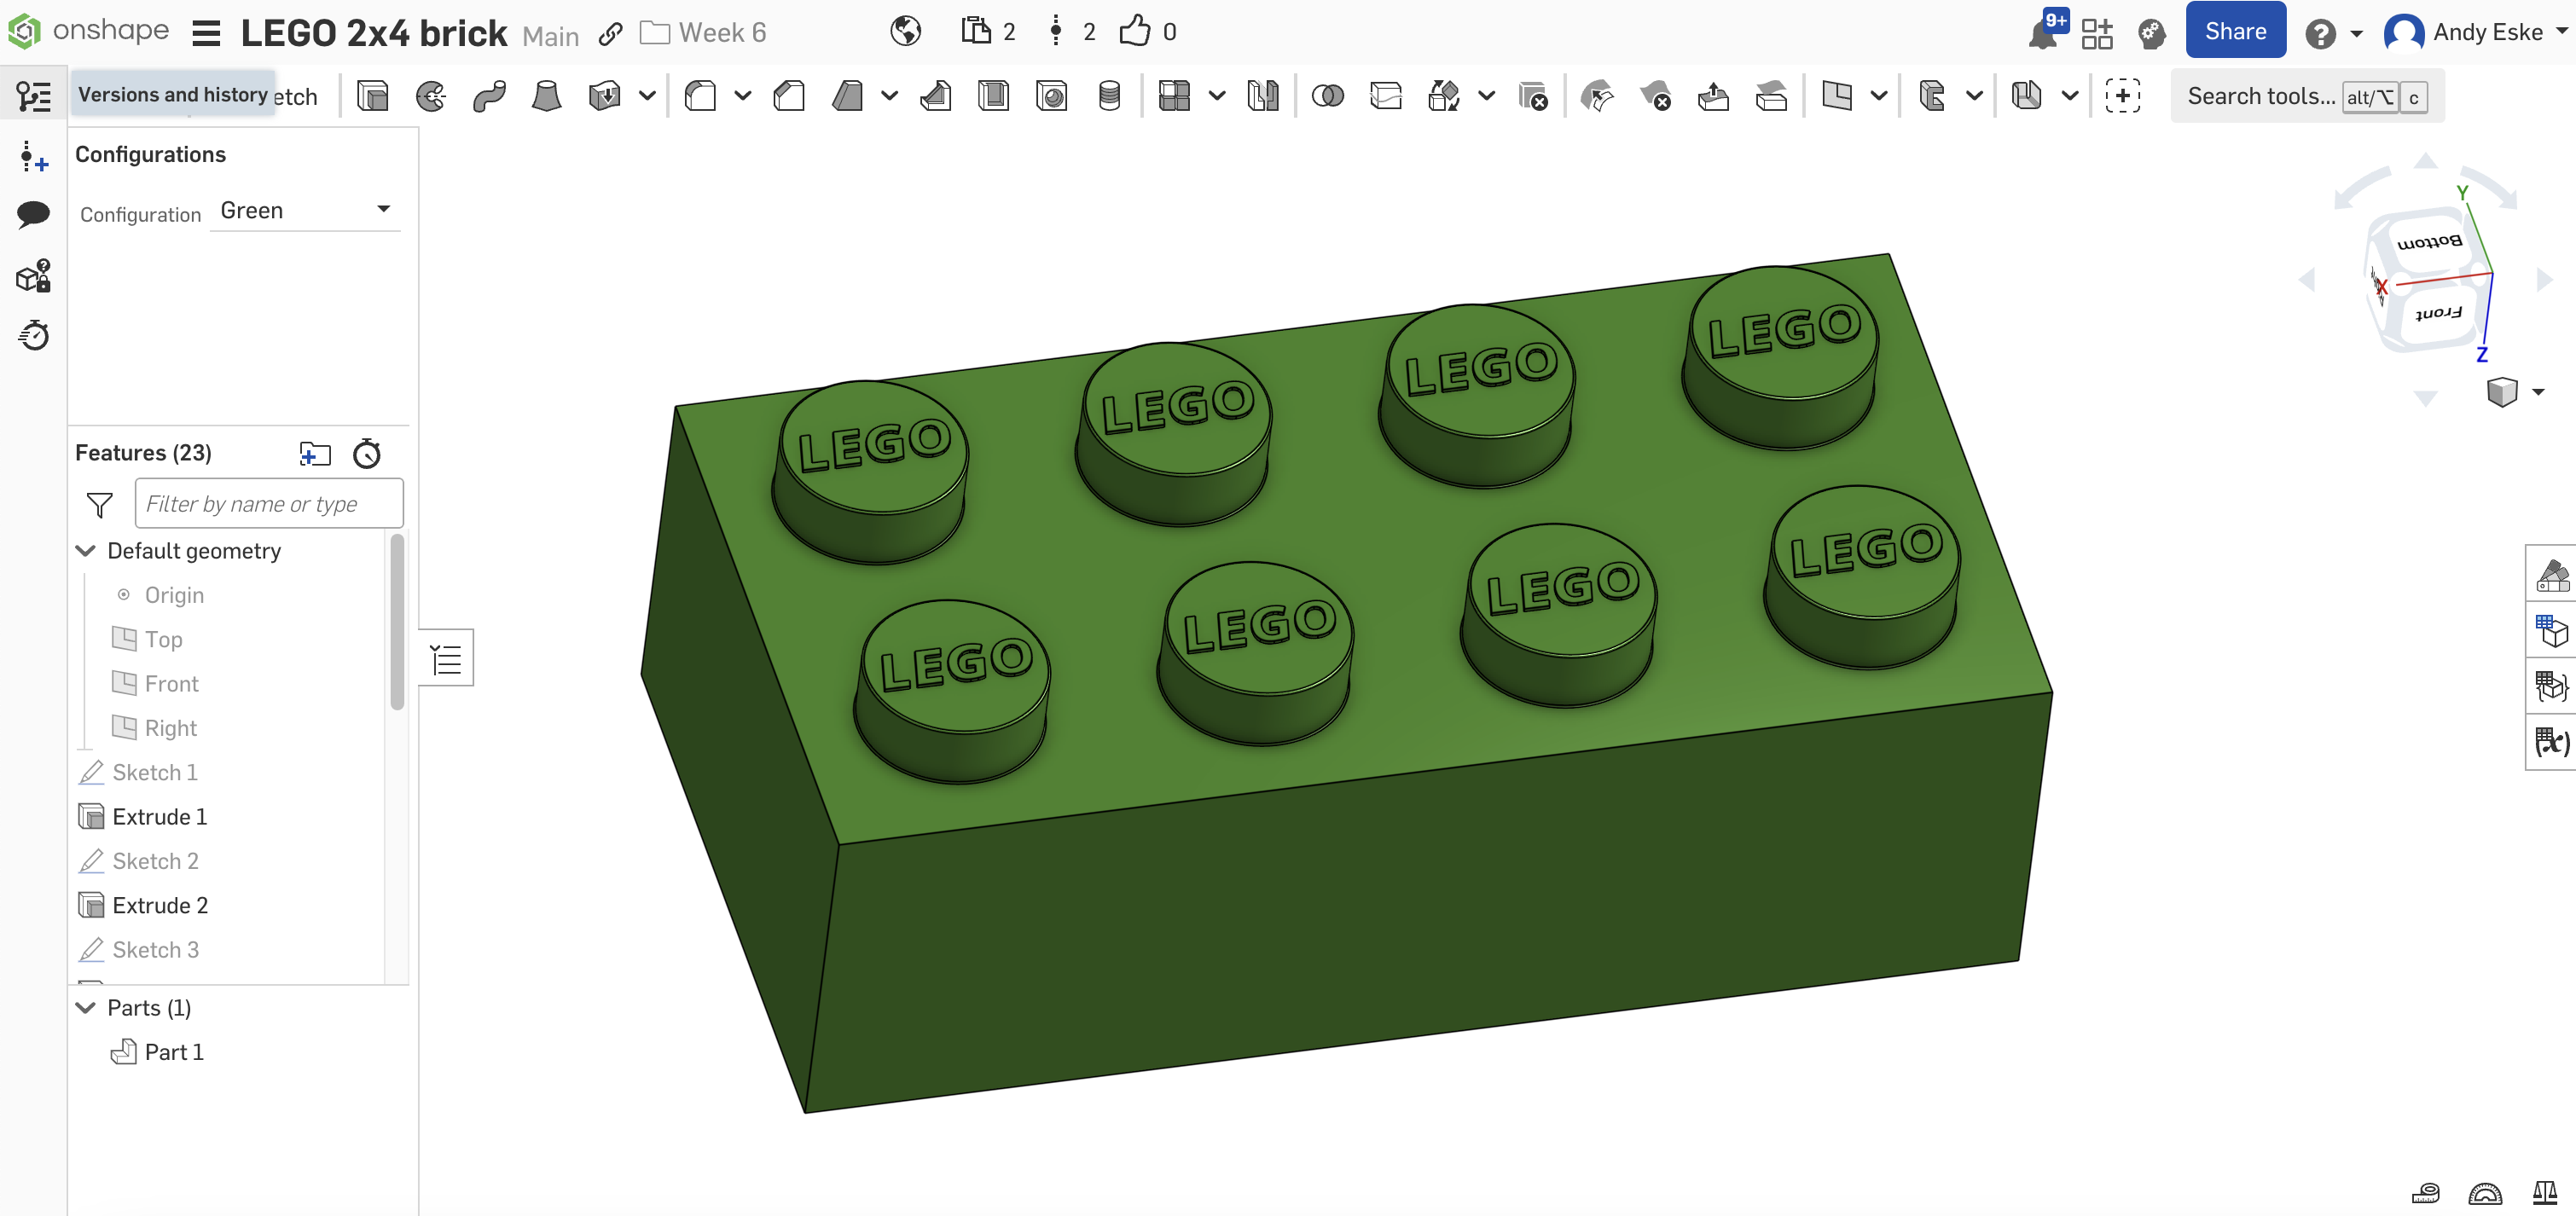 onshape LEGO 2x4 brick Main Week 6 2 2 0 9+ Share Andy Eske
Versions and history etch Search tools... alt/⌥ c
Configurations
Configuration Green
Features (23)
Filter by name or type
Default geometry
Origin
Top
Front
Right
Sketch 1
Extrude 1
Sketch 2
Extrude 2
Sketch 3
Parts (1)
Part 1
LEGO LEGO LEGO LEGO
LEGO LEGO LEGO LEGO
Y
Bottom
X
Front
Z
(x)